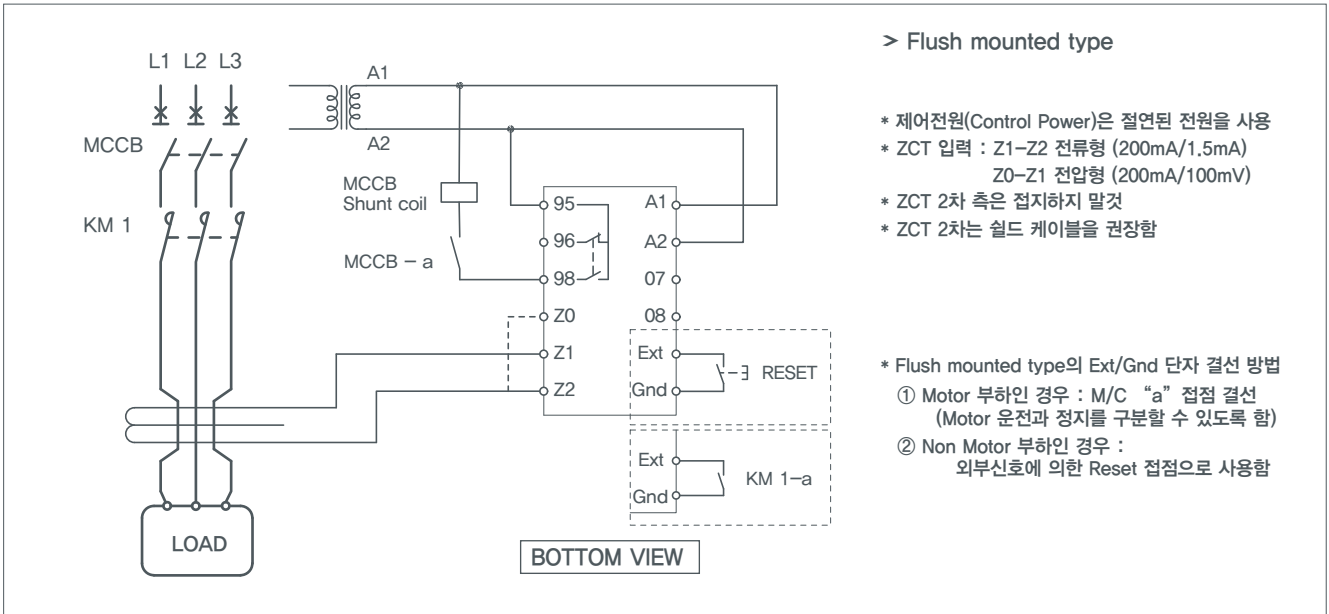 L1 L2 L3
MCCB
KM 1
LOAD
A1
A2
MCCB
Shunt coil
MCCB - a
95
96
98
Z0
Z1
Z2
A1
A2
07
08
Ext
Gnd
RESET
Ext
Gnd
KM 1-a
BOTTOM VIEW
> Flush mounted type
* 제어전원(Control Power)은 절연된 전원을 사용
* ZCT 입력 : Z1-Z2 전류형 (200mA/1.5mA)
Z0-Z1 전압형 (200mA/100mV)
* ZCT 2차 측은 접지하지 말것
* ZCT 2차는 쉴드 케이블을 권장함
* Flush mounted type의 Ext/Gnd 단자 결선 방법
① Motor 부하인 경우 : M/C “a” 접점 결선
(Motor 운전과 정지를 구분할 수 있도록 함)
② Non Motor 부하인 경우 :
외부신호에 의한 Reset 접점으로 사용함